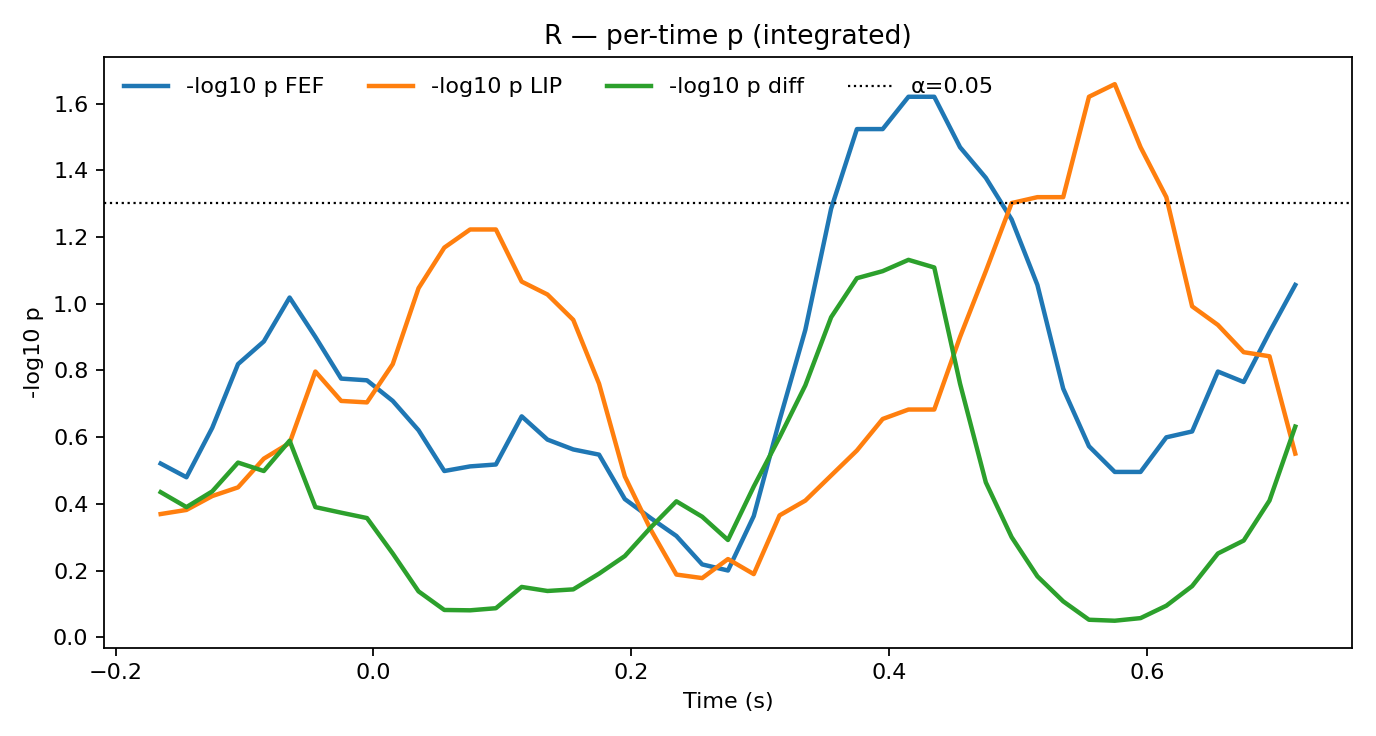 R — per-time p (integrated)
-log10 p FEF -log10 p LIP -log10 p diff α=0.05
1.6
1.4
1.2
1.0
0.8
0.6
0.4
0.2
0.0
-log10 p
−0.2 0.0 0.2 0.4 0.6
Time (s)